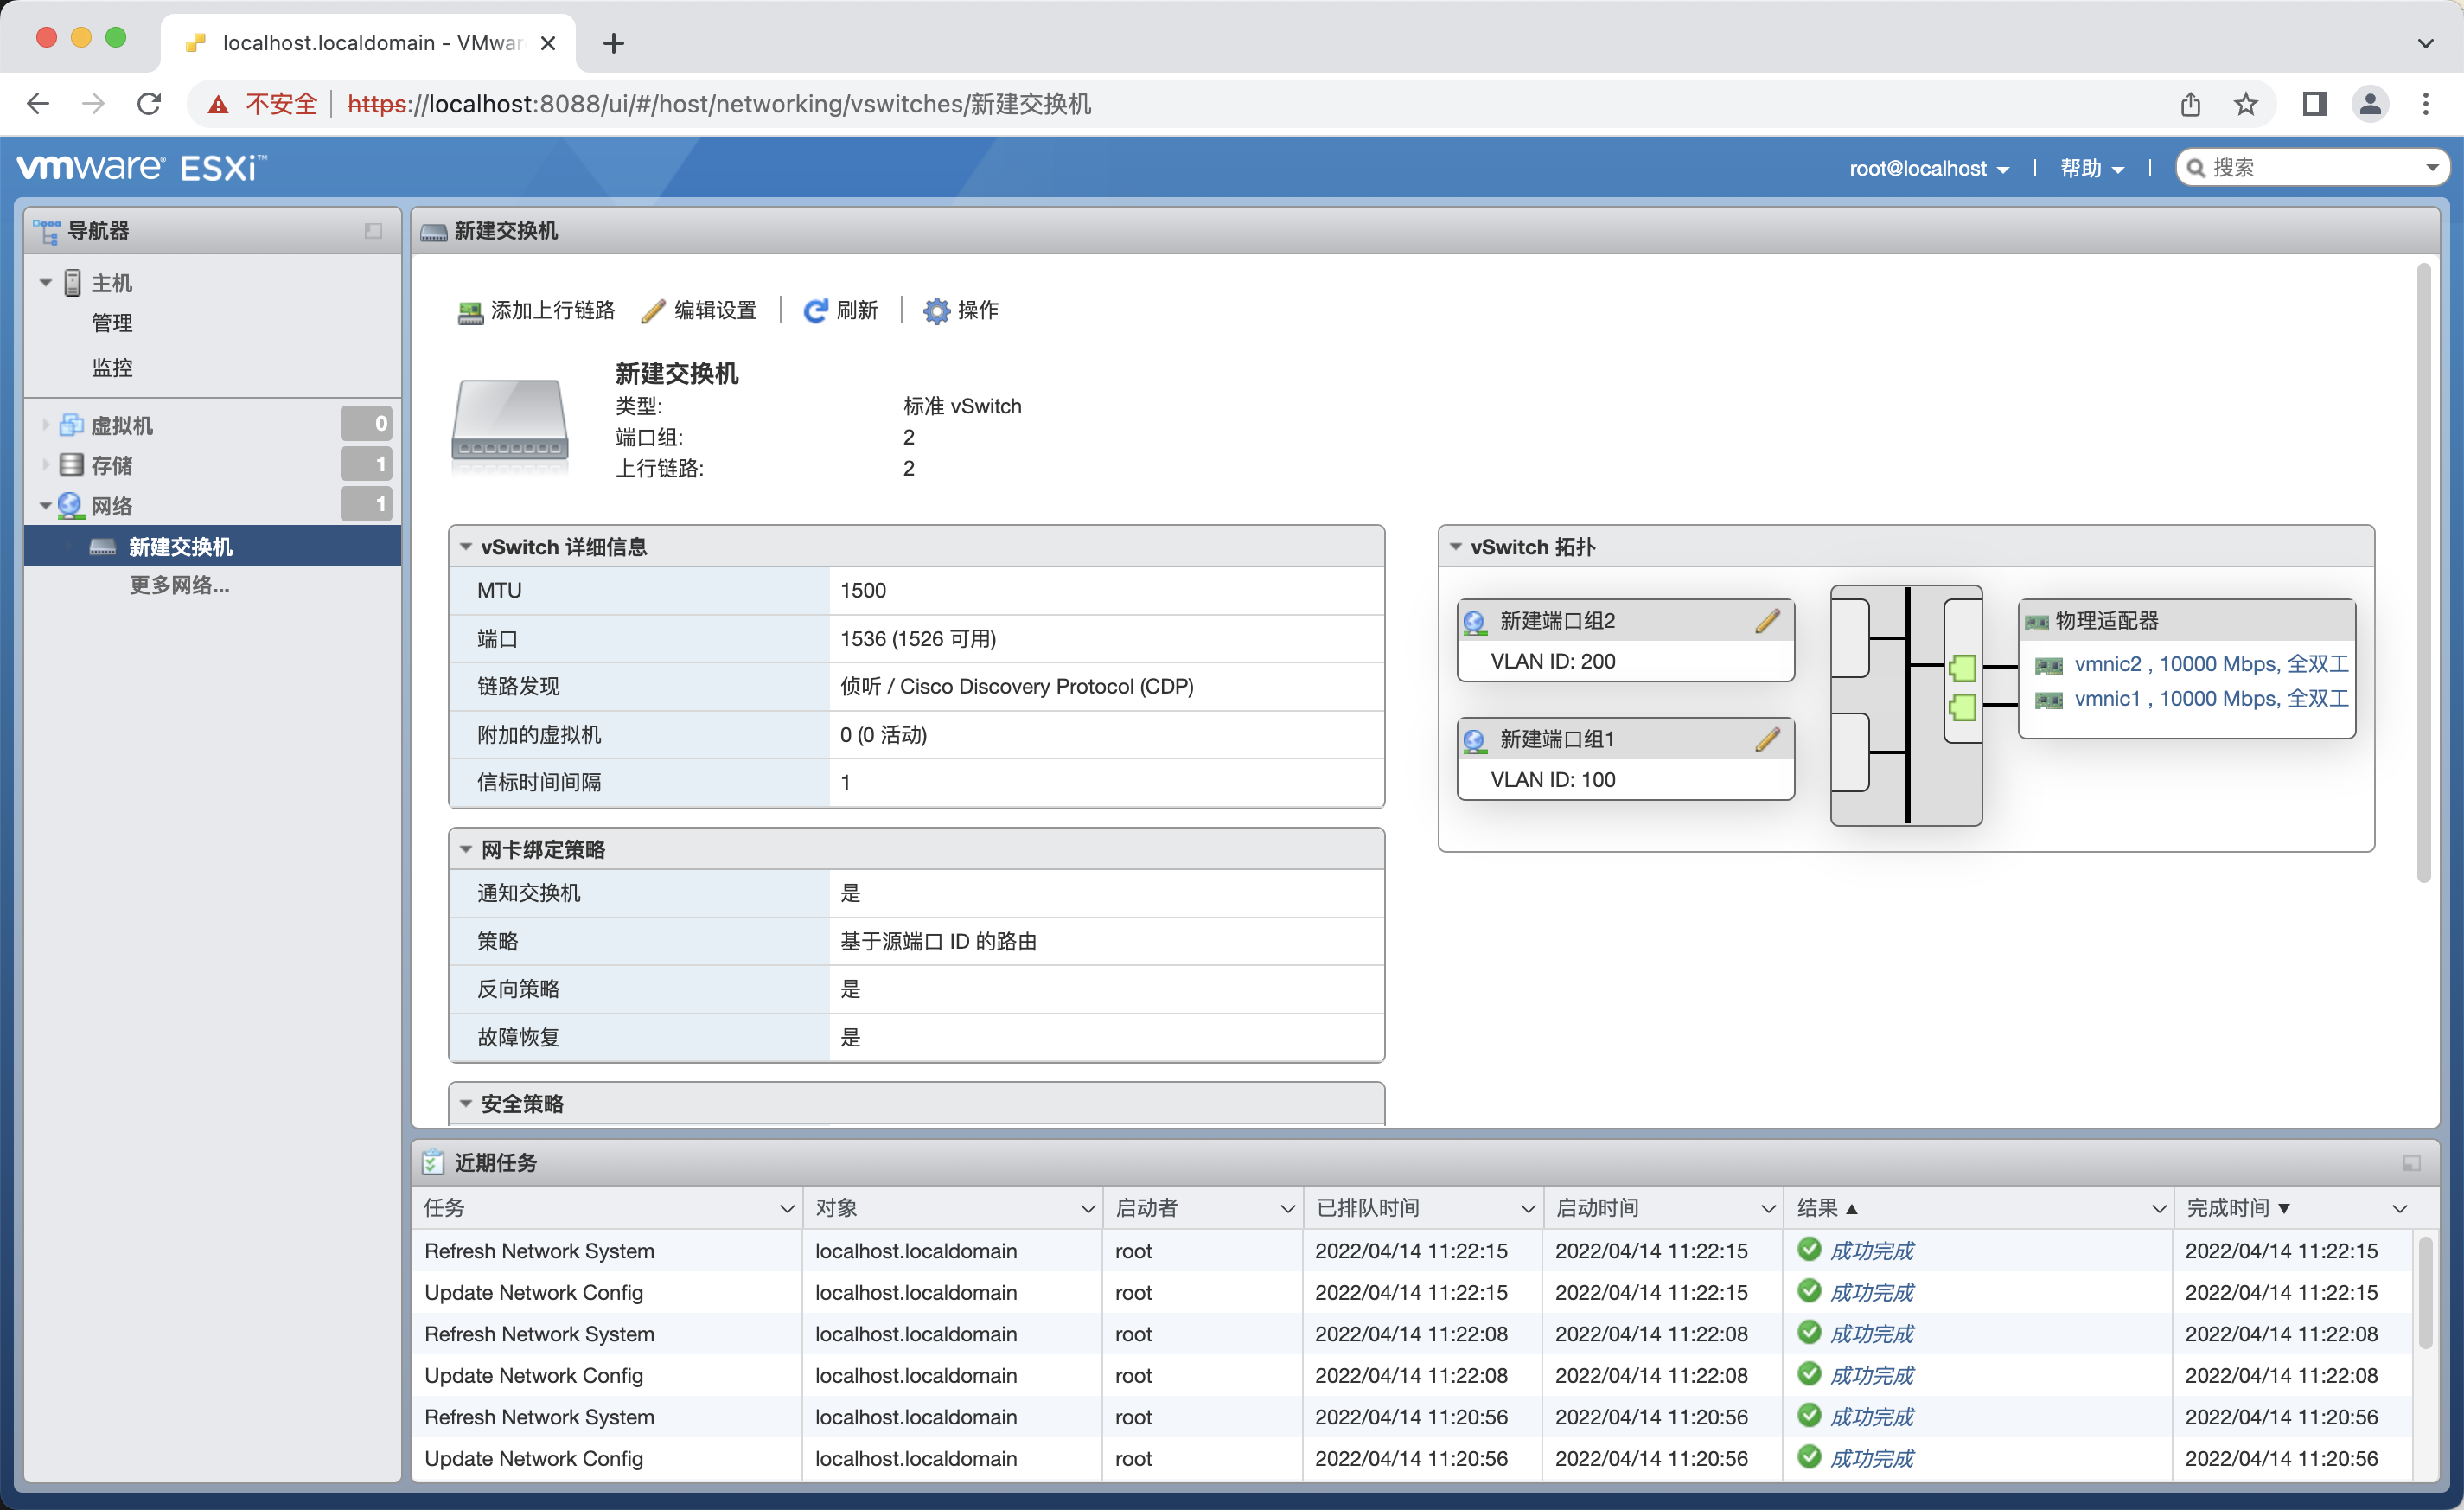 localhost.localdomain - VMwar
不安全 https://localhost:8088/ui/#/host/networking/vswitches/新建交换机
vmware® ESXi™
root@localhost
帮助
搜索
导航器
主机
管理
监控
虚拟机 0
存储 1
网络 1
新建交换机
更多网络...
新建交换机
添加上行链路 编辑设置 刷新 操作
新建交换机
类型: 标准 vSwitch
端口组: 2
上行链路: 2
vSwitch 详细信息
MTU 1500
端口 1536 (1526 可用)
链路发现 侦听 / Cisco Discovery Protocol (CDP)
附加的虚拟机 0 (0 活动)
信标时间间隔 1
网卡绑定策略
通知交换机 是
策略 基于源端口 ID 的路由
反向策略 是
故障恢复 是
安全策略
vSwitch 拓扑
新建端口组2
VLAN ID: 200
新建端口组1
VLAN ID: 100
物理适配器
vmnic2 , 10000 Mbps, 全双工
vmnic1 , 10000 Mbps, 全双工
近期任务
任务 对象 启动者 已排队时间 启动时间 结果 ▲ 完成时间 ▼
Refresh Network System localhost.localdomain root 2022/04/14 11:22:15 2022/04/14 11:22:15 成功完成 2022/04/14 11:22:15
Update Network Config localhost.localdomain root 2022/04/14 11:22:15 2022/04/14 11:22:15 成功完成 2022/04/14 11:22:15
Refresh Network System localhost.localdomain root 2022/04/14 11:22:08 2022/04/14 11:22:08 成功完成 2022/04/14 11:22:08
Update Network Config localhost.localdomain root 2022/04/14 11:22:08 2022/04/14 11:22:08 成功完成 2022/04/14 11:22:08
Refresh Network System localhost.localdomain root 2022/04/14 11:20:56 2022/04/14 11:20:56 成功完成 2022/04/14 11:20:56
Update Network Config localhost.localdomain root 2022/04/14 11:20:56 2022/04/14 11:20:56 成功完成 2022/04/14 11:20:56